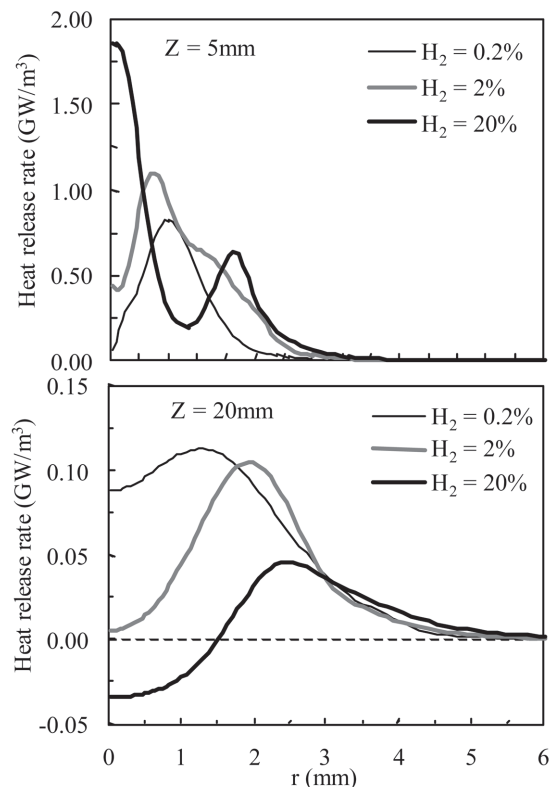 2.00
1.75
1.50
1.00
0.50
0.00
Heat release rate (GW/m³)
Z = 5mm
H₂ = 0.2%
H₂ = 2%
H₂ = 20%
0.15
0.10
0.05
0.00
-0.05
Heat release rate (GW/m³)
Z = 20mm
H₂ = 0.2%
H₂ = 2%
H₂ = 20%
0 1 2 3 4 5 6
r (mm)